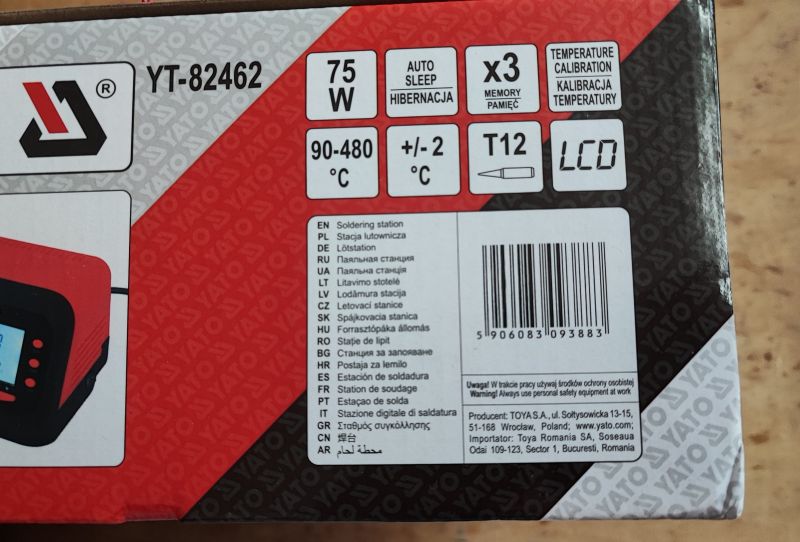 ®
YT-82462
75
W
AUTO
SLEEP
HIBERNACJA
x3
MEMORY
PAMIĘĆ
TEMPERATURE
CALIBRATION
KALIBRACJA
TEMPERATURY
90-480
°C
+/- 2
°C
T12
LCD
EN Soldering station
PL Stacja lutownicza
DE Lötstation
RU Паяльная станция
UA Паяльна станція
LT Litavimo stotelė
LV Lodāmura stacija
CZ Letovací stanice
SK Spájkovacia stanica
HU Forrasztópáka állomás
RO Stație de lipit
BG Станция за запояване
HR Postaja za lemilo
ES Estación de soldadura
FR Station de soudage
PT Estaçao de solda
IT Stazione digitale di saldatura
GR Σταθμός συγκόλλησης
CN 焊台
AR محطة لحام
5 906083 093883
Uwaga! W trakcie pracy używaj środków ochrony osobistej
Warning! Always use personal safety equipment at work
Producent: TOYA S.A., ul. Sołtysowicka 13-15,
51-168 Wrocław, Poland; www.yato.com;
Importator: Toya Romania SA, Soseaua
Odai 109-123, Sector 1, Bucuresti, Romania